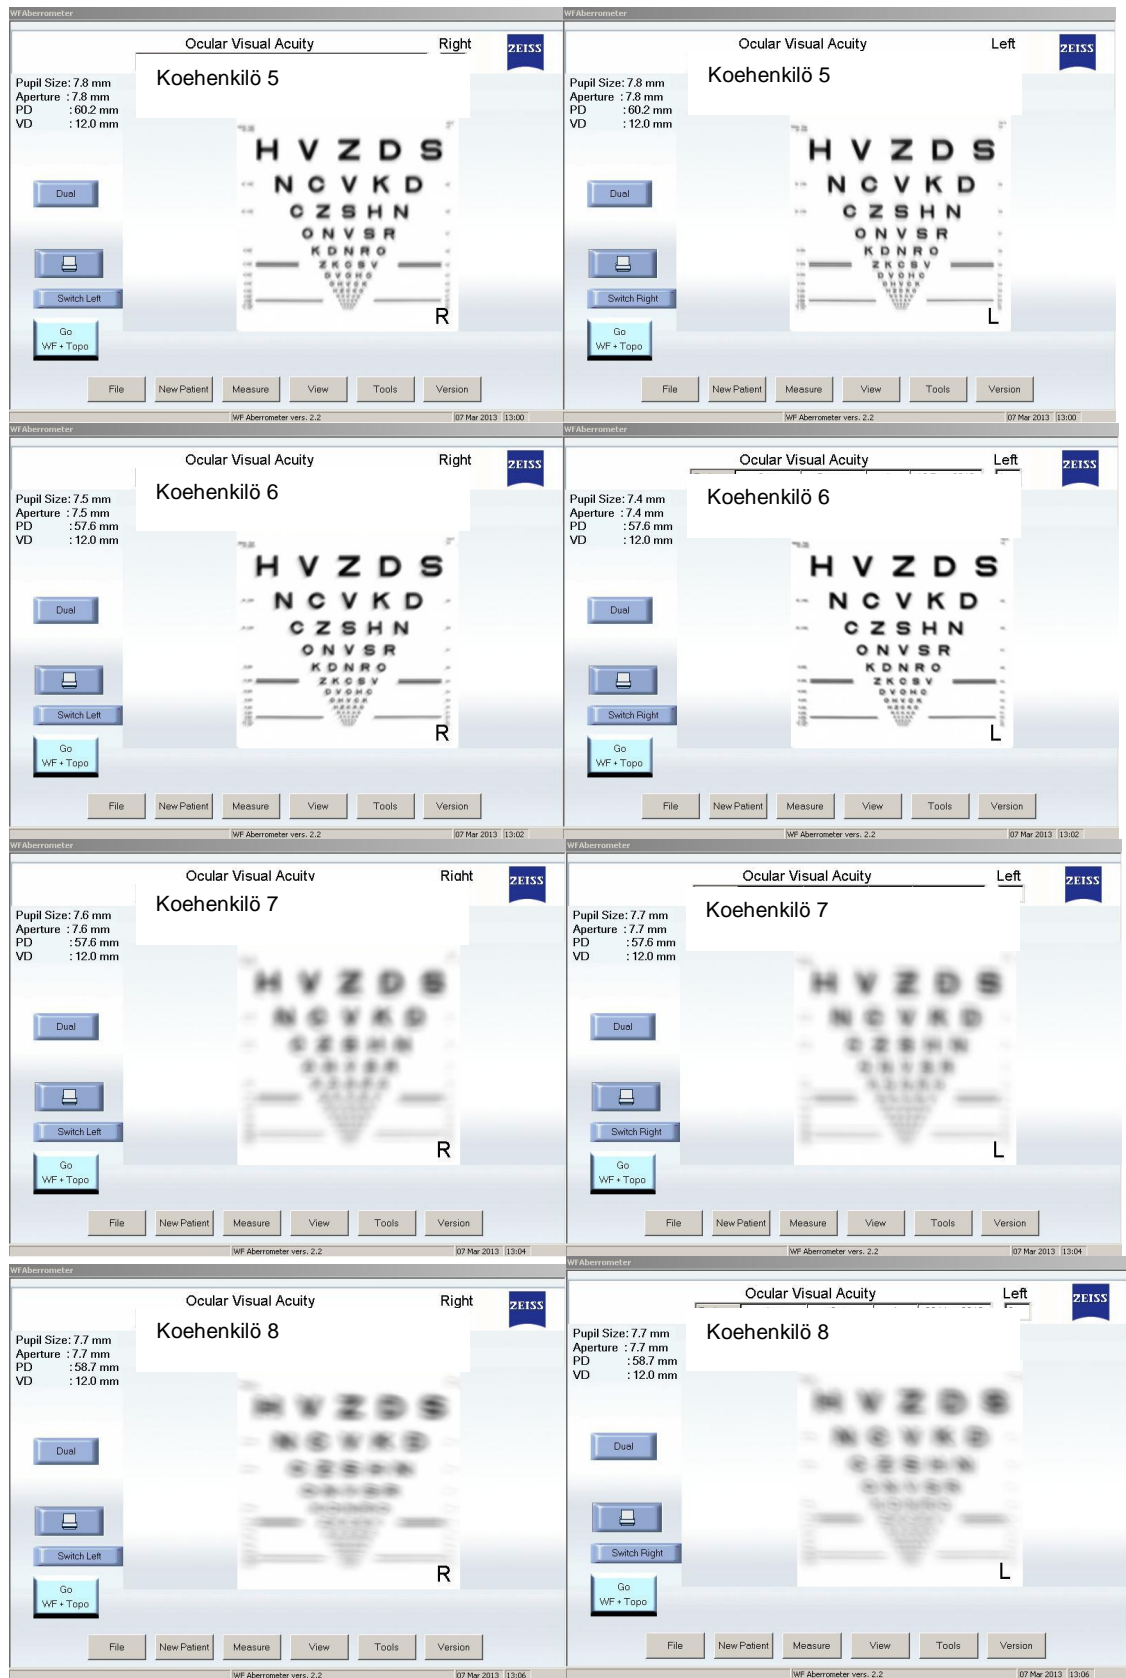 WFAberrometer
Ocular Visual Acuity Right
ZEISS
Koehenkilö 5
Pupil Size: 7.8 mm
Aperture : 7.8 mm
PD : 60.2 mm
VD : 12.0 mm
H V Z D S
N C V K D
C Z S H N
O N V S R
K D N R O
Z K C S V
Dual
Switch Left
R
Go
WF + Topo
File New Patient Measure View Tools Version
WF Aberrometer vers. 2.2 07 Mar 2013 13:00
WFAberrometer
Ocular Visual Acuity Left
ZEISS
Koehenkilö 5
Pupil Size: 7.8 mm
Aperture : 7.8 mm
PD : 60.2 mm
VD : 12.0 mm
H V Z D S
N C V K D
C Z S H N
O N V S R
K D N R O
Z K C S V
Dual
Switch Right
L
Go
WF + Topo
File New Patient Measure View Tools Version
WF Aberrometer vers. 2.2 07 Mar 2013 13:00
WFAberrometer
Ocular Visual Acuity Right
ZEISS
Koehenkilö 6
Pupil Size: 7.5 mm
Aperture : 7.5 mm
PD : 57.6 mm
VD : 12.0 mm
H V Z D S
N C V K D
C Z S H N
O N V S R
K D N R O
Z K C S V
Dual
Switch Left
R
Go
WF + Topo
File New Patient Measure View Tools Version
WF Aberrometer vers. 2.2 07 Mar 2013 13:02
WFAberrometer
Ocular Visual Acuity Left
ZEISS
Koehenkilö 6
Pupil Size: 7.4 mm
Aperture : 7.4 mm
PD : 57.6 mm
VD : 12.0 mm
H V Z D S
N C V K D
C Z S H N
O N V S R
K D N R O
Z K C S V
Dual
Switch Right
L
Go
WF + Topo
File New Patient Measure View Tools Version
WF Aberrometer vers. 2.2 07 Mar 2013 13:02
WFAberrometer
Ocular Visual Acuity Right
ZEISS
Koehenkilö 7
Pupil Size: 7.6 mm
Aperture : 7.6 mm
PD : 57.6 mm
VD : 12.0 mm
H V Z D S
N C V K D
C Z S H N
Dual
Switch Left
R
Go
WF + Topo
File New Patient Measure View Tools Version
WF Aberrometer vers. 2.2 07 Mar 2013 13:04
WFAberrometer
Ocular Visual Acuity Left
ZEISS
Koehenkilö 7
Pupil Size: 7.7 mm
Aperture : 7.7 mm
PD : 57.6 mm
VD : 12.0 mm
H V Z D S
N C V K D
Dual
Switch Right
L
Go
WF + Topo
File New Patient Measure View Tools Version
WF Aberrometer vers. 2.2 07 Mar 2013 13:04
WFAberrometer
Ocular Visual Acuity Right
ZEISS
Koehenkilö 8
Pupil Size: 7.7 mm
Aperture : 7.7 mm
PD : 58.7 mm
VD : 12.0 mm
H V Z D S
Dual
Switch Left
R
Go
WF + Topo
File New Patient Measure View Tools Version
WF Aberrometer vers. 2.2 07 Mar 2013 13:06
WFAberrometer
Ocular Visual Acuity Left
ZEISS
Koehenkilö 8
Pupil Size: 7.7 mm
Aperture : 7.7 mm
PD : 58.7 mm
VD : 12.0 mm
H V Z D S
Dual
Switch Right
L
Go
WF + Topo
File New Patient Measure View Tools Version
WF Aberrometer vers. 2.2 07 Mar 2013 13:06